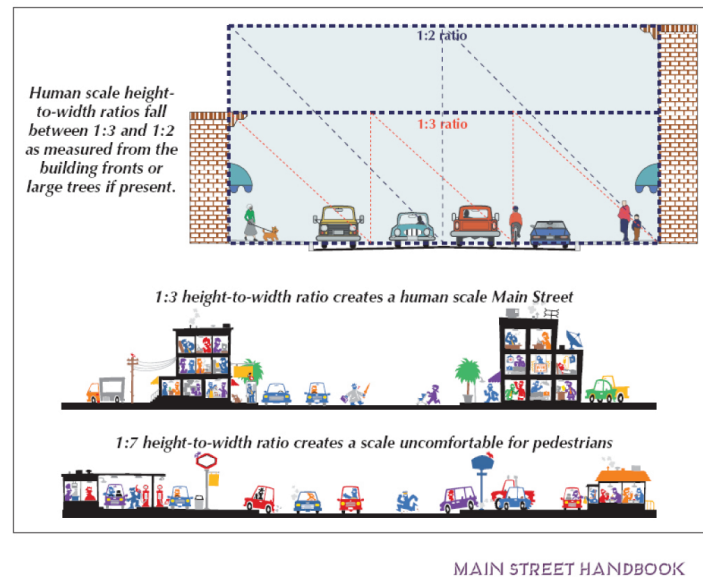 1:2 ratio
Human scale height-
to-width ratios fall
between 1:3 and 1:2
as measured from the
building fronts or
large trees if present.
1:3 ratio
1:3 height-to-width ratio creates a human scale Main Street
1:7 height-to-width ratio creates a scale uncomfortable for pedestrians
MAIN STREET HANDBOOK